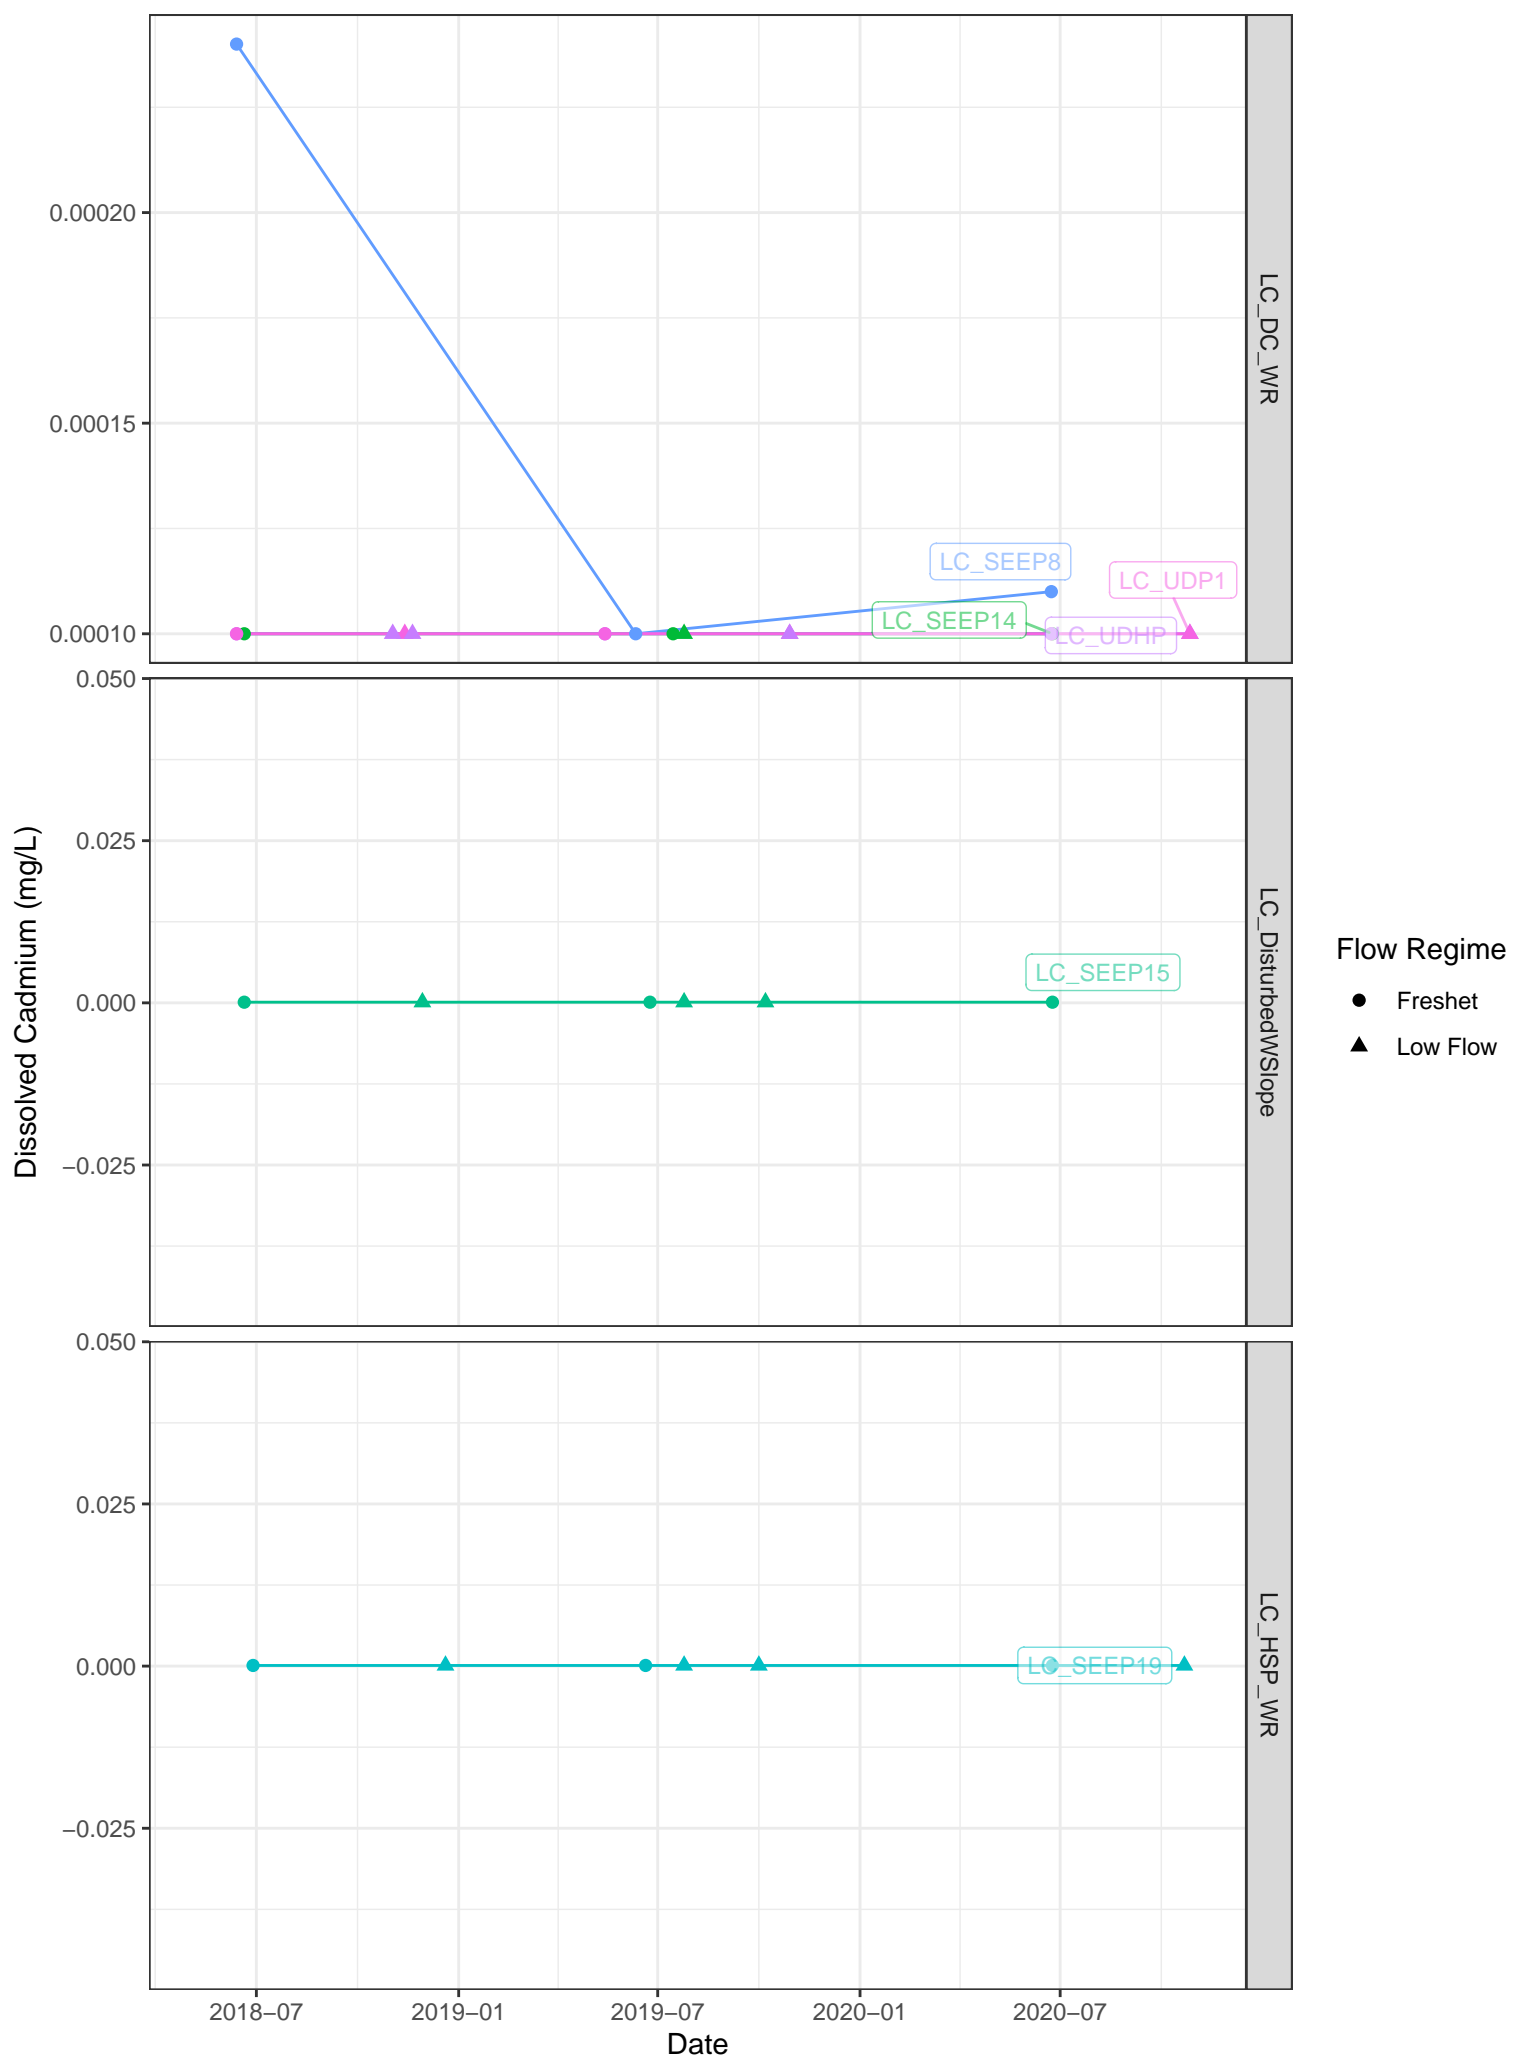 0.00020
0.00015
0.00010
LC_SEEP8
LC_UDP1
LC_SEEP14
LC_UDHP
LC_DC_WR
0.050
0.025
0.000
−0.025
LC_SEEP15
LC_DisturbedWSlope
0.050
0.025
0.000
−0.025
LC_SEEP19
LC_HSP_WR
2018−07
2019−01
2019−07
2020−01
2020−07
Date
Dissolved Cadmium (mg/L)
Flow Regime
Freshet
Low Flow